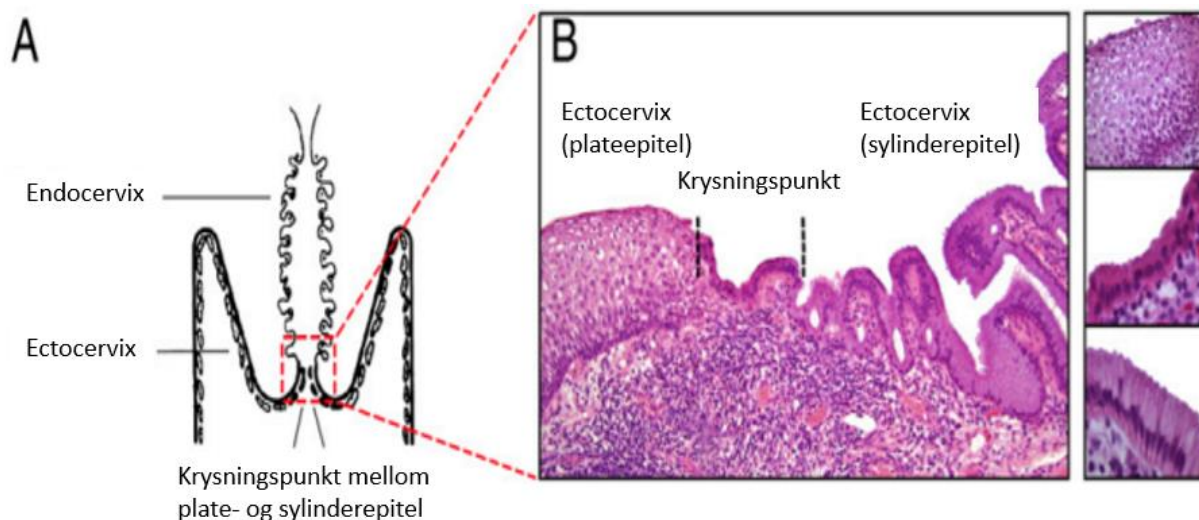 A
B
Ectocervix
(plateepitel)
Ectocervix
(sylinderepitel)
Krysningspunkt
Endocervix
Ectocervix
Krysningspunkt mellom
plate- og sylinderepitel